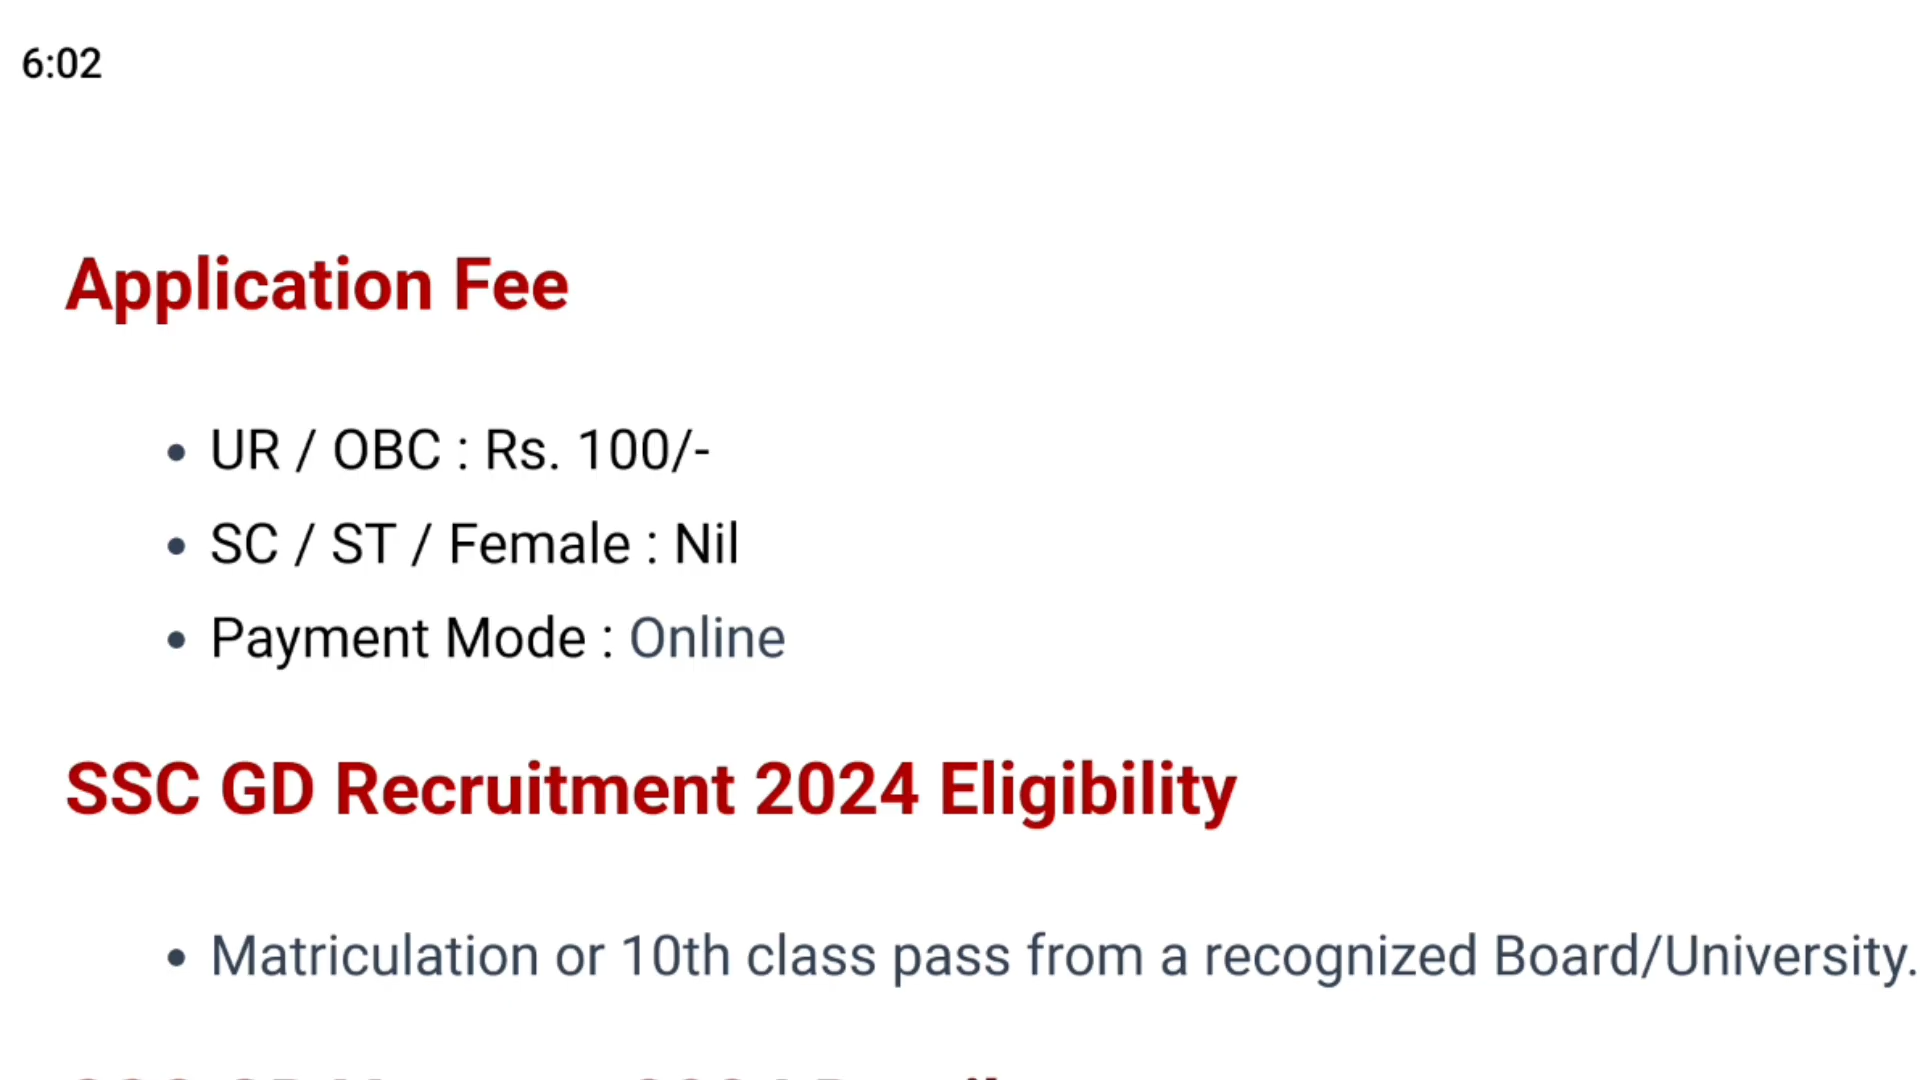 6:02
Application Fee
• UR / OBC : Rs. 100/-
• SC / ST / Female : Nil
• Payment Mode : Online
SSC GD Recruitment 2024 Eligibility
• Matriculation or 10th class pass from a recognized Board/University.